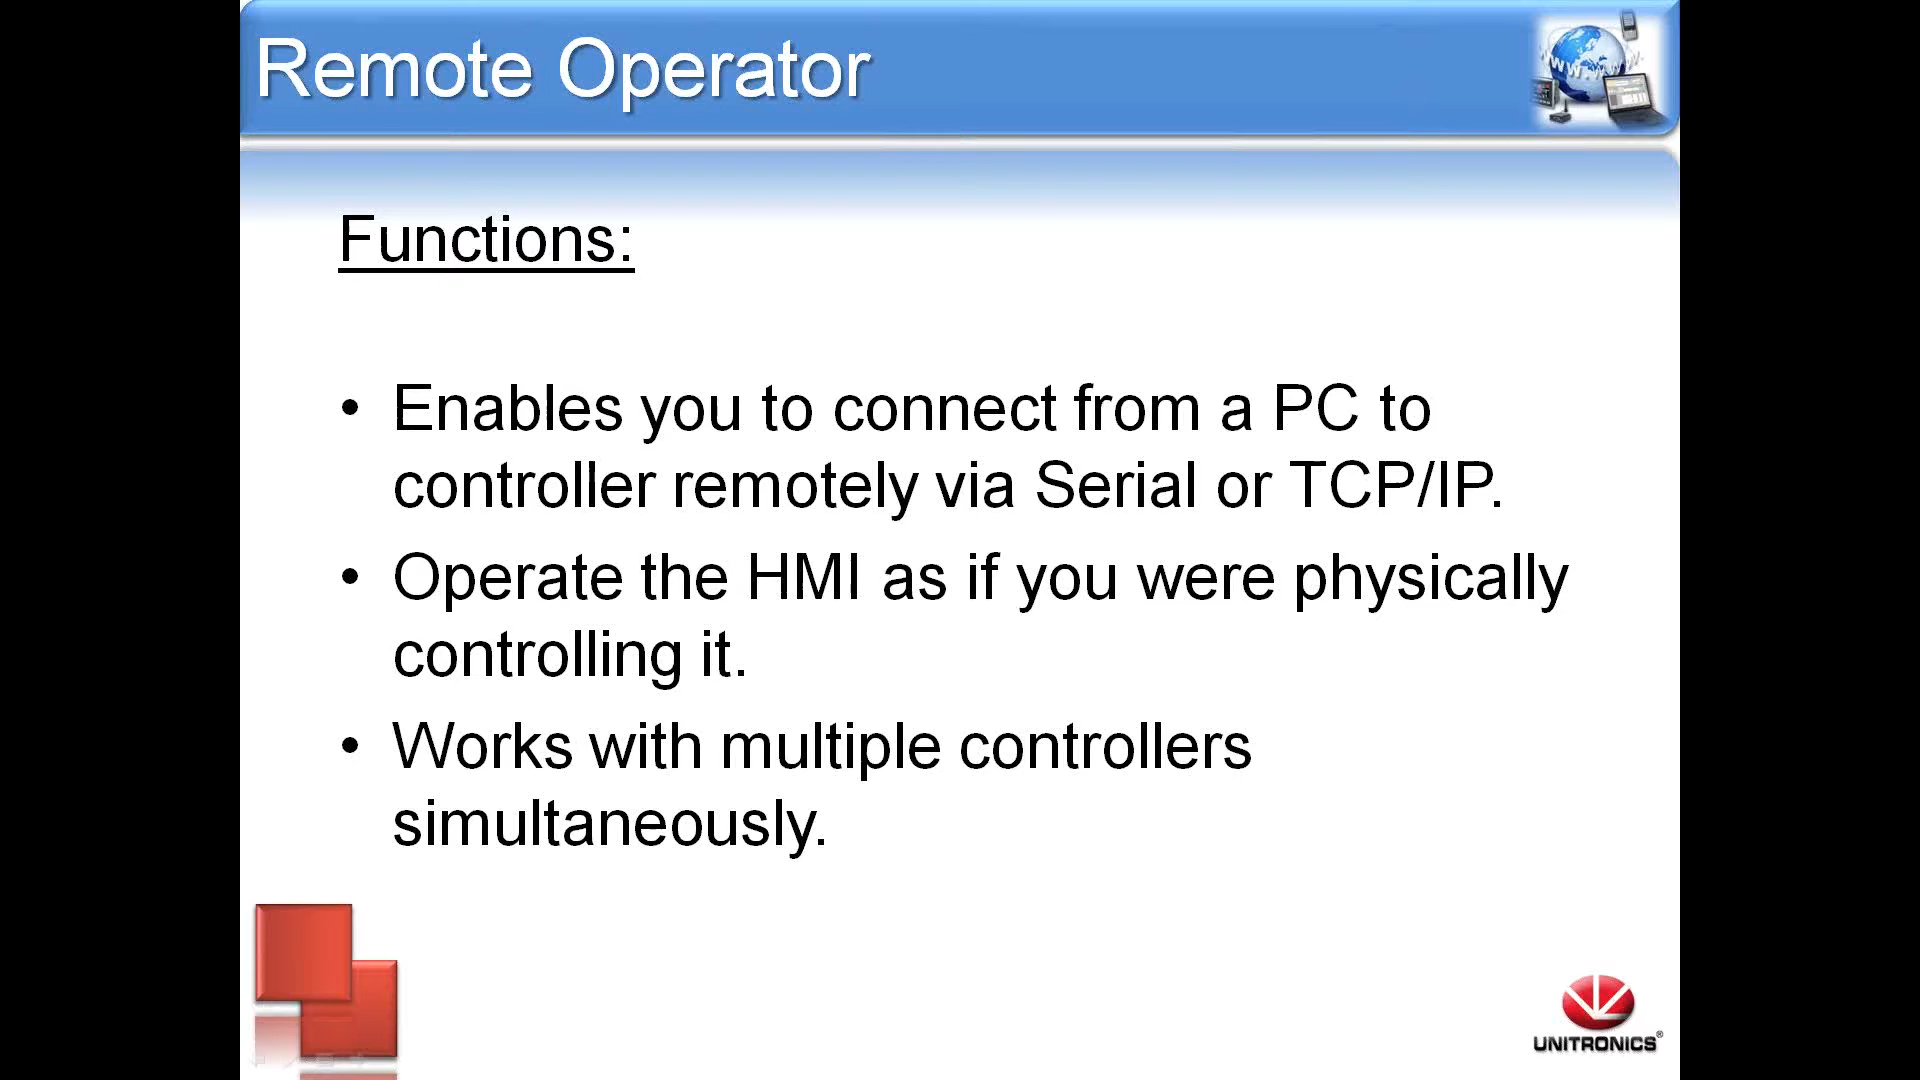 Remote Operator
www
Functions:
• Enables you to connect from a PC to
controller remotely via Serial or TCP/IP.
• Operate the HMI as if you were physically
controlling it.
• Works with multiple controllers
simultaneously.
UNITRONICS®